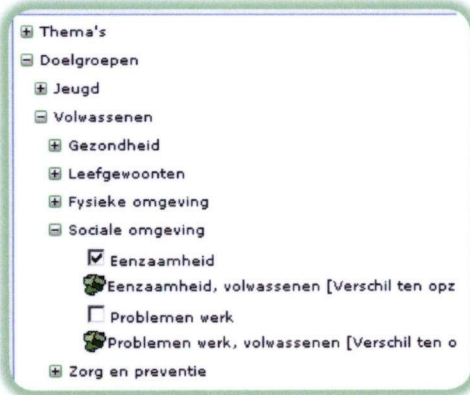 Thema's
Doelgroepen
Jeugd
Volwassenen
Gezondheid
Leefgewoonten
Fysieke omgeving
Sociale omgeving
Eenzaamheid
Eenzaamheid, volwassenen [Verschil ten opz
Problemen werk
Problemen werk, volwassenen [Verschil ten o
Zorg en preventie